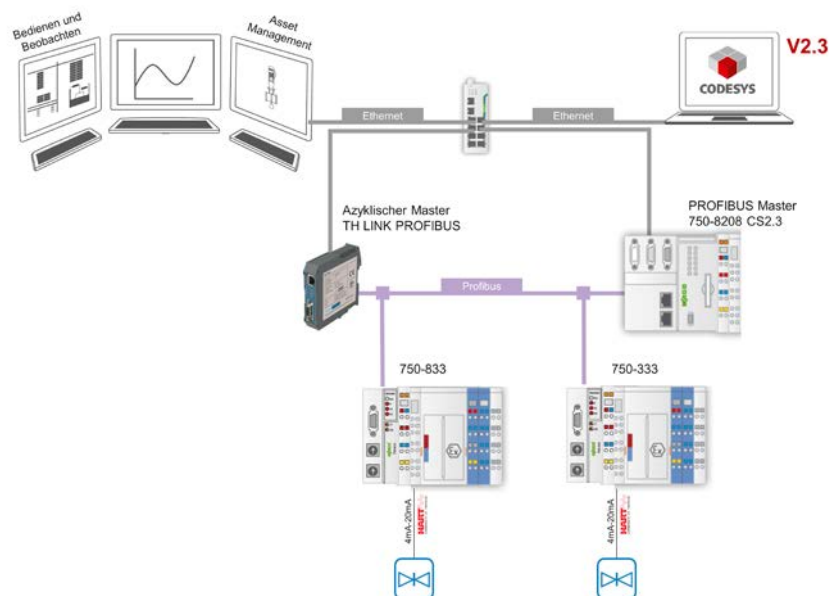 Bedienen und
Beobachten
Asset
Management
CODESYS
V2.3
Ethernet
Ethernet
Azyklischer Master
TH LINK PROFIBUS
PROFIBUS Master
750-8208 CS2.3
WAGO
Profibus
750-833
750-333
4mA-20mA
HART
4mA-20mA
HART